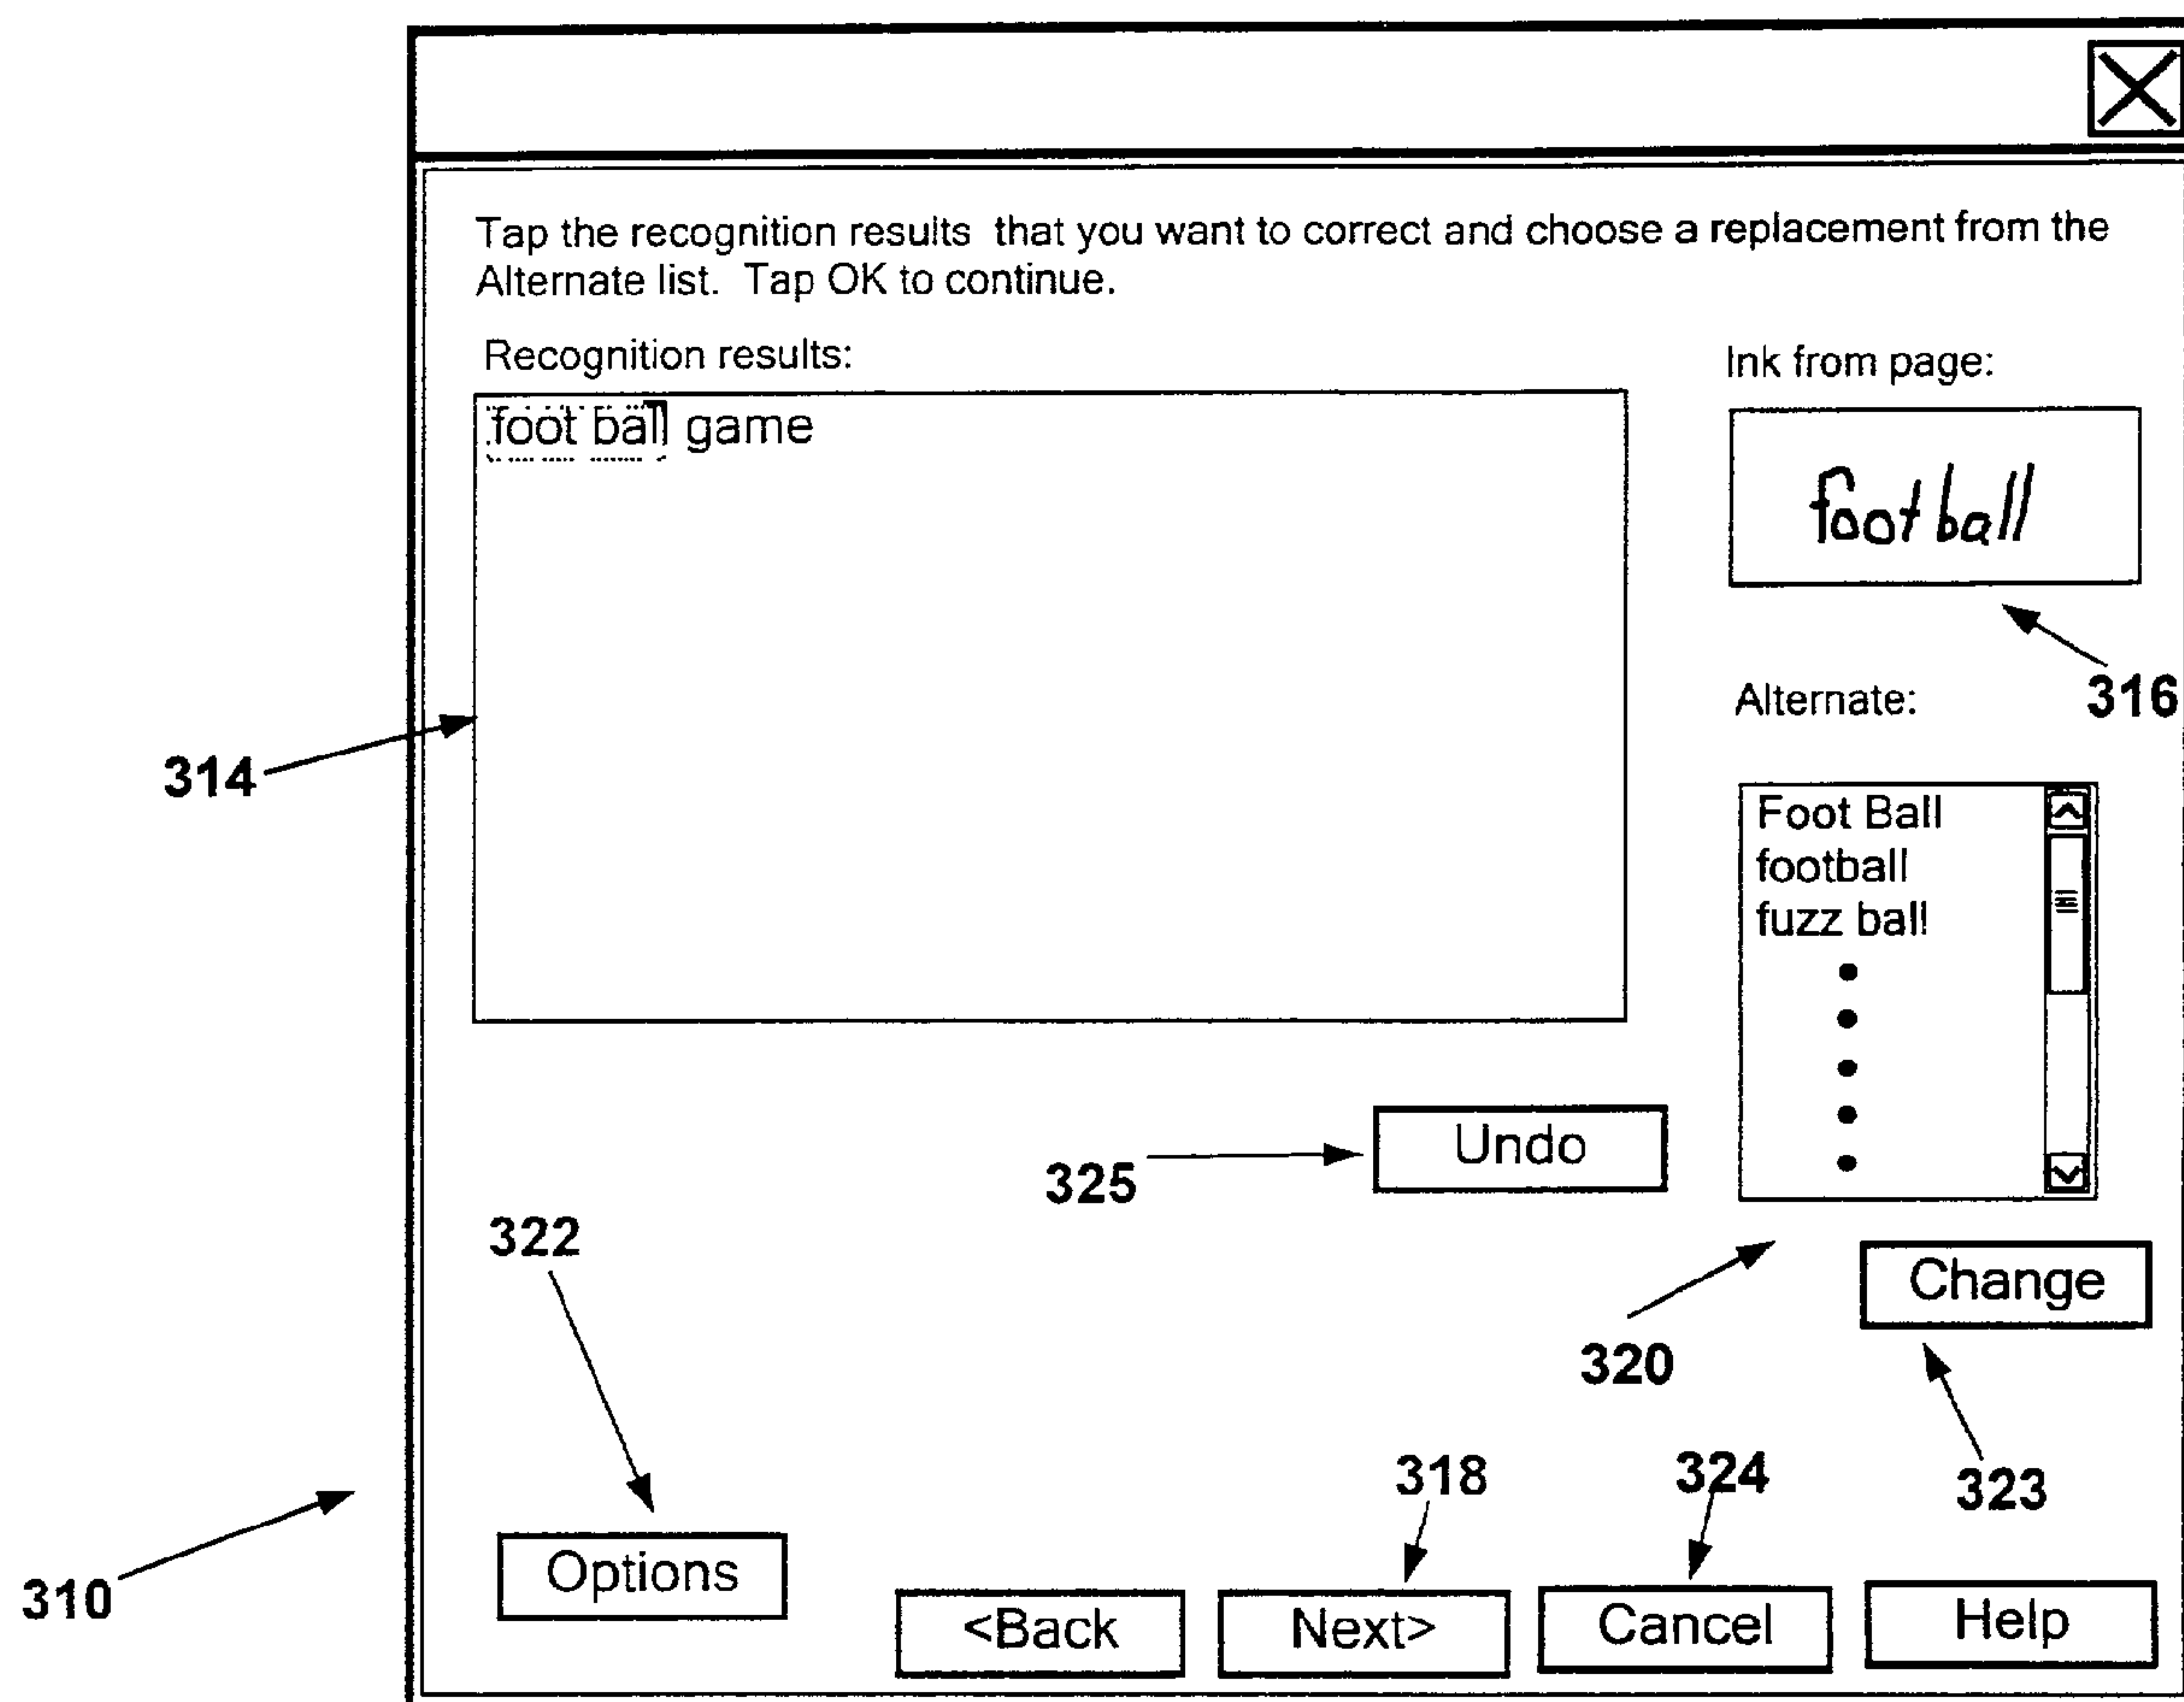 Tap the recognition results that you want to correct and choose a replacement from the
Alternate list. Tap OK to continue.
Recognition results:
Ink from page:
foot ball game
foot ball
316
Alternate:
314
Foot Ball
football
fuzz ball
Undo
325
322
Change
320
318
324
323
Options
310
<Back
Next>
Cancel
Help